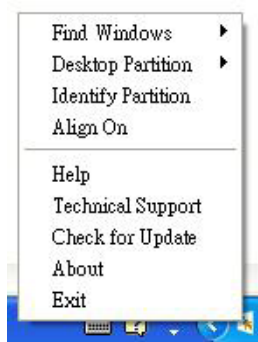 Find Windows
Desktop Partition
Identify Partition
Align On
Help
Technical Support
Check for Update
About
Exit